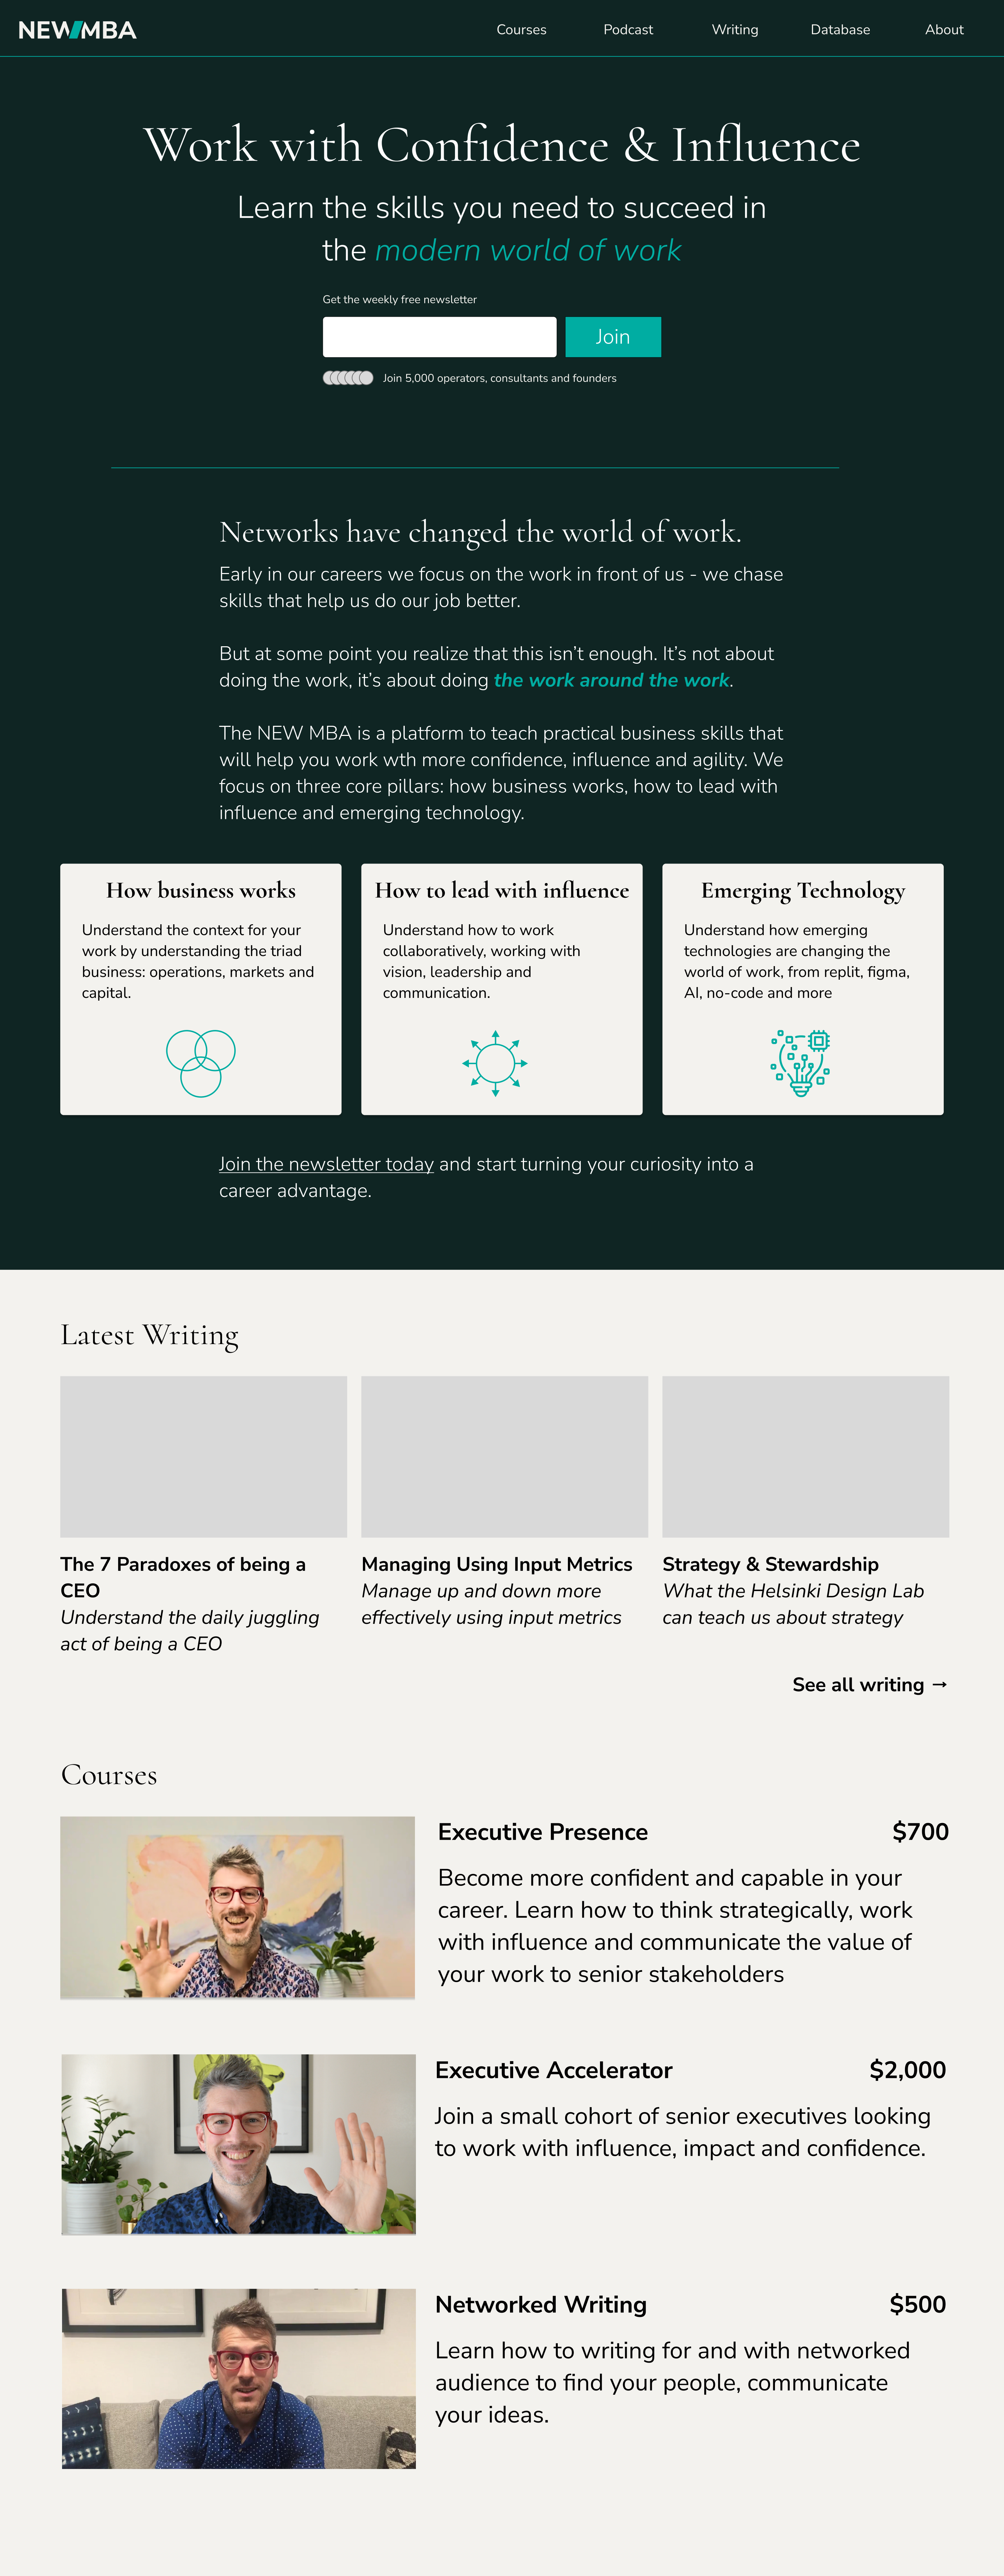 NEW MBA
Courses Podcast Writing Database About
Work with Confidence & Influence
Learn the skills you need to succeed in
the modern world of work
Get the weekly free newsletter
Join
Join 5,000 operators, consultants and founders
Networks have changed the world of work.
Early in our careers we focus on the work in front of us - we chase
skills that help us do our job better.
But at some point you realize that this isn’t enough. It’s not about
doing the work, it’s about doing the work around the work.
The NEW MBA is a platform to teach practical business skills that
will help you work wth more confidence, influence and agility. We
focus on three core pillars: how business works, how to lead with
influence and emerging technology.
How business works
Understand the context for your
work by understanding the triad
business: operations, markets and
capital.
How to lead with influence
Understand how to work
collaboratively, working with
vision, leadership and
communication.
Emerging Technology
Understand how emerging
technologies are changing the
world of work, from replit, figma,
AI, no-code and more
Join the newsletter today and start turning your curiosity into a
career advantage.
Latest Writing
The 7 Paradoxes of being a
CEO
Understand the daily juggling
act of being a CEO
Managing Using Input Metrics
Manage up and down more
effectively using input metrics
Strategy & Stewardship
What the Helsinki Design Lab
can teach us about strategy
See all writing →
Courses
Executive Presence $700
Become more confident and capable in your
career. Learn how to think strategically, work
with influence and communicate the value of
your work to senior stakeholders
Executive Accelerator $2,000
Join a small cohort of senior executives looking
to work with influence, impact and confidence.
Networked Writing $500
Learn how to writing for and with networked
audience to find your people, communicate
your ideas.